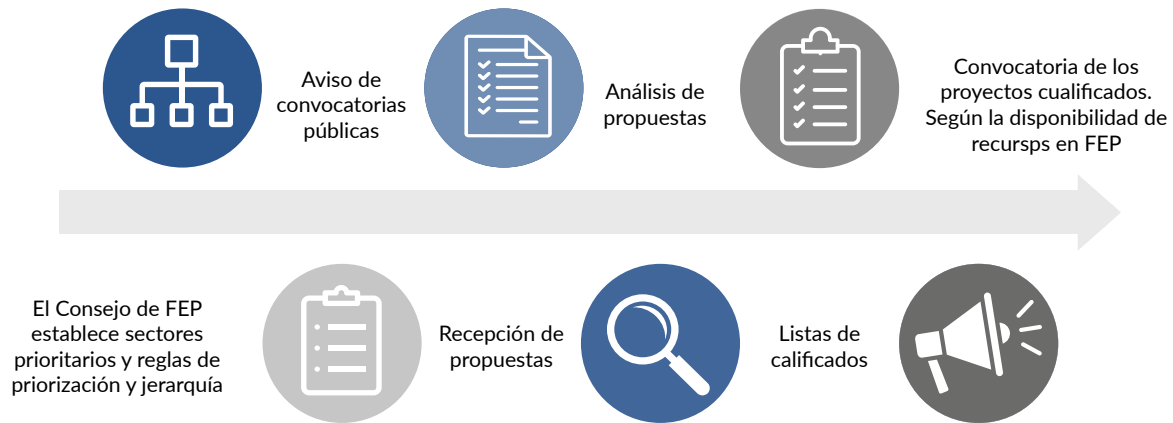 Aviso de
convocatorias
públicas
Análisis de
propuestas
Convocatoria de los
proyectos cualificados.
Según la disponibilidad de
recursps en FEP
El Consejo de FEP
establece sectores
prioritarios y reglas de
priorización y jerarquía
Recepción de
propuestas
Listas de
calificados